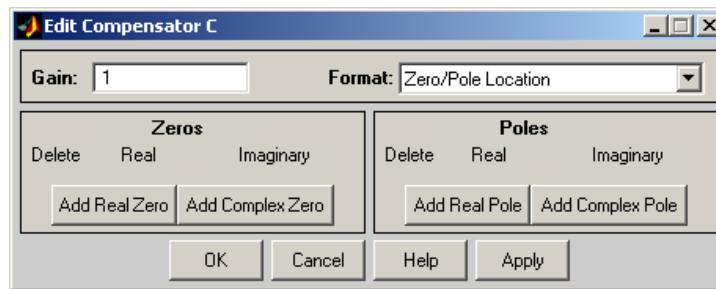 Edit Compensator C
Gain: 1 Format: Zero/Pole Location
Zeros Poles
Delete Real Imaginary Delete Real Imaginary
Add Real Zero Add Complex Zero Add Real Pole Add Complex Pole
OK Cancel Help Apply